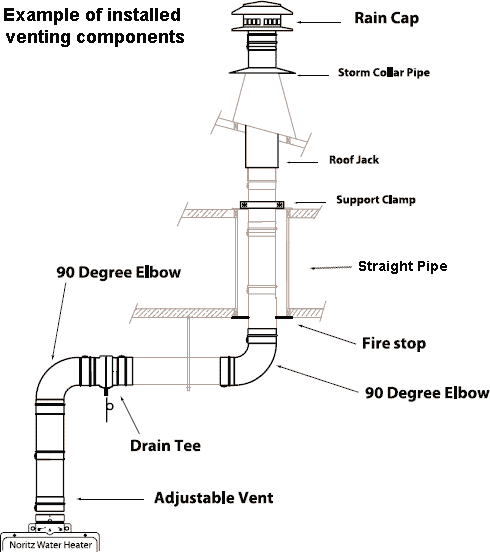 Example of installed
venting components
Rain Cap
Storm Collar Pipe
Roof Jack
Support Clamp
Straight Pipe
90 Degree Elbow
Fire stop
90 Degree Elbow
Drain Tee
Adjustable Vent
Noritz Water Heater